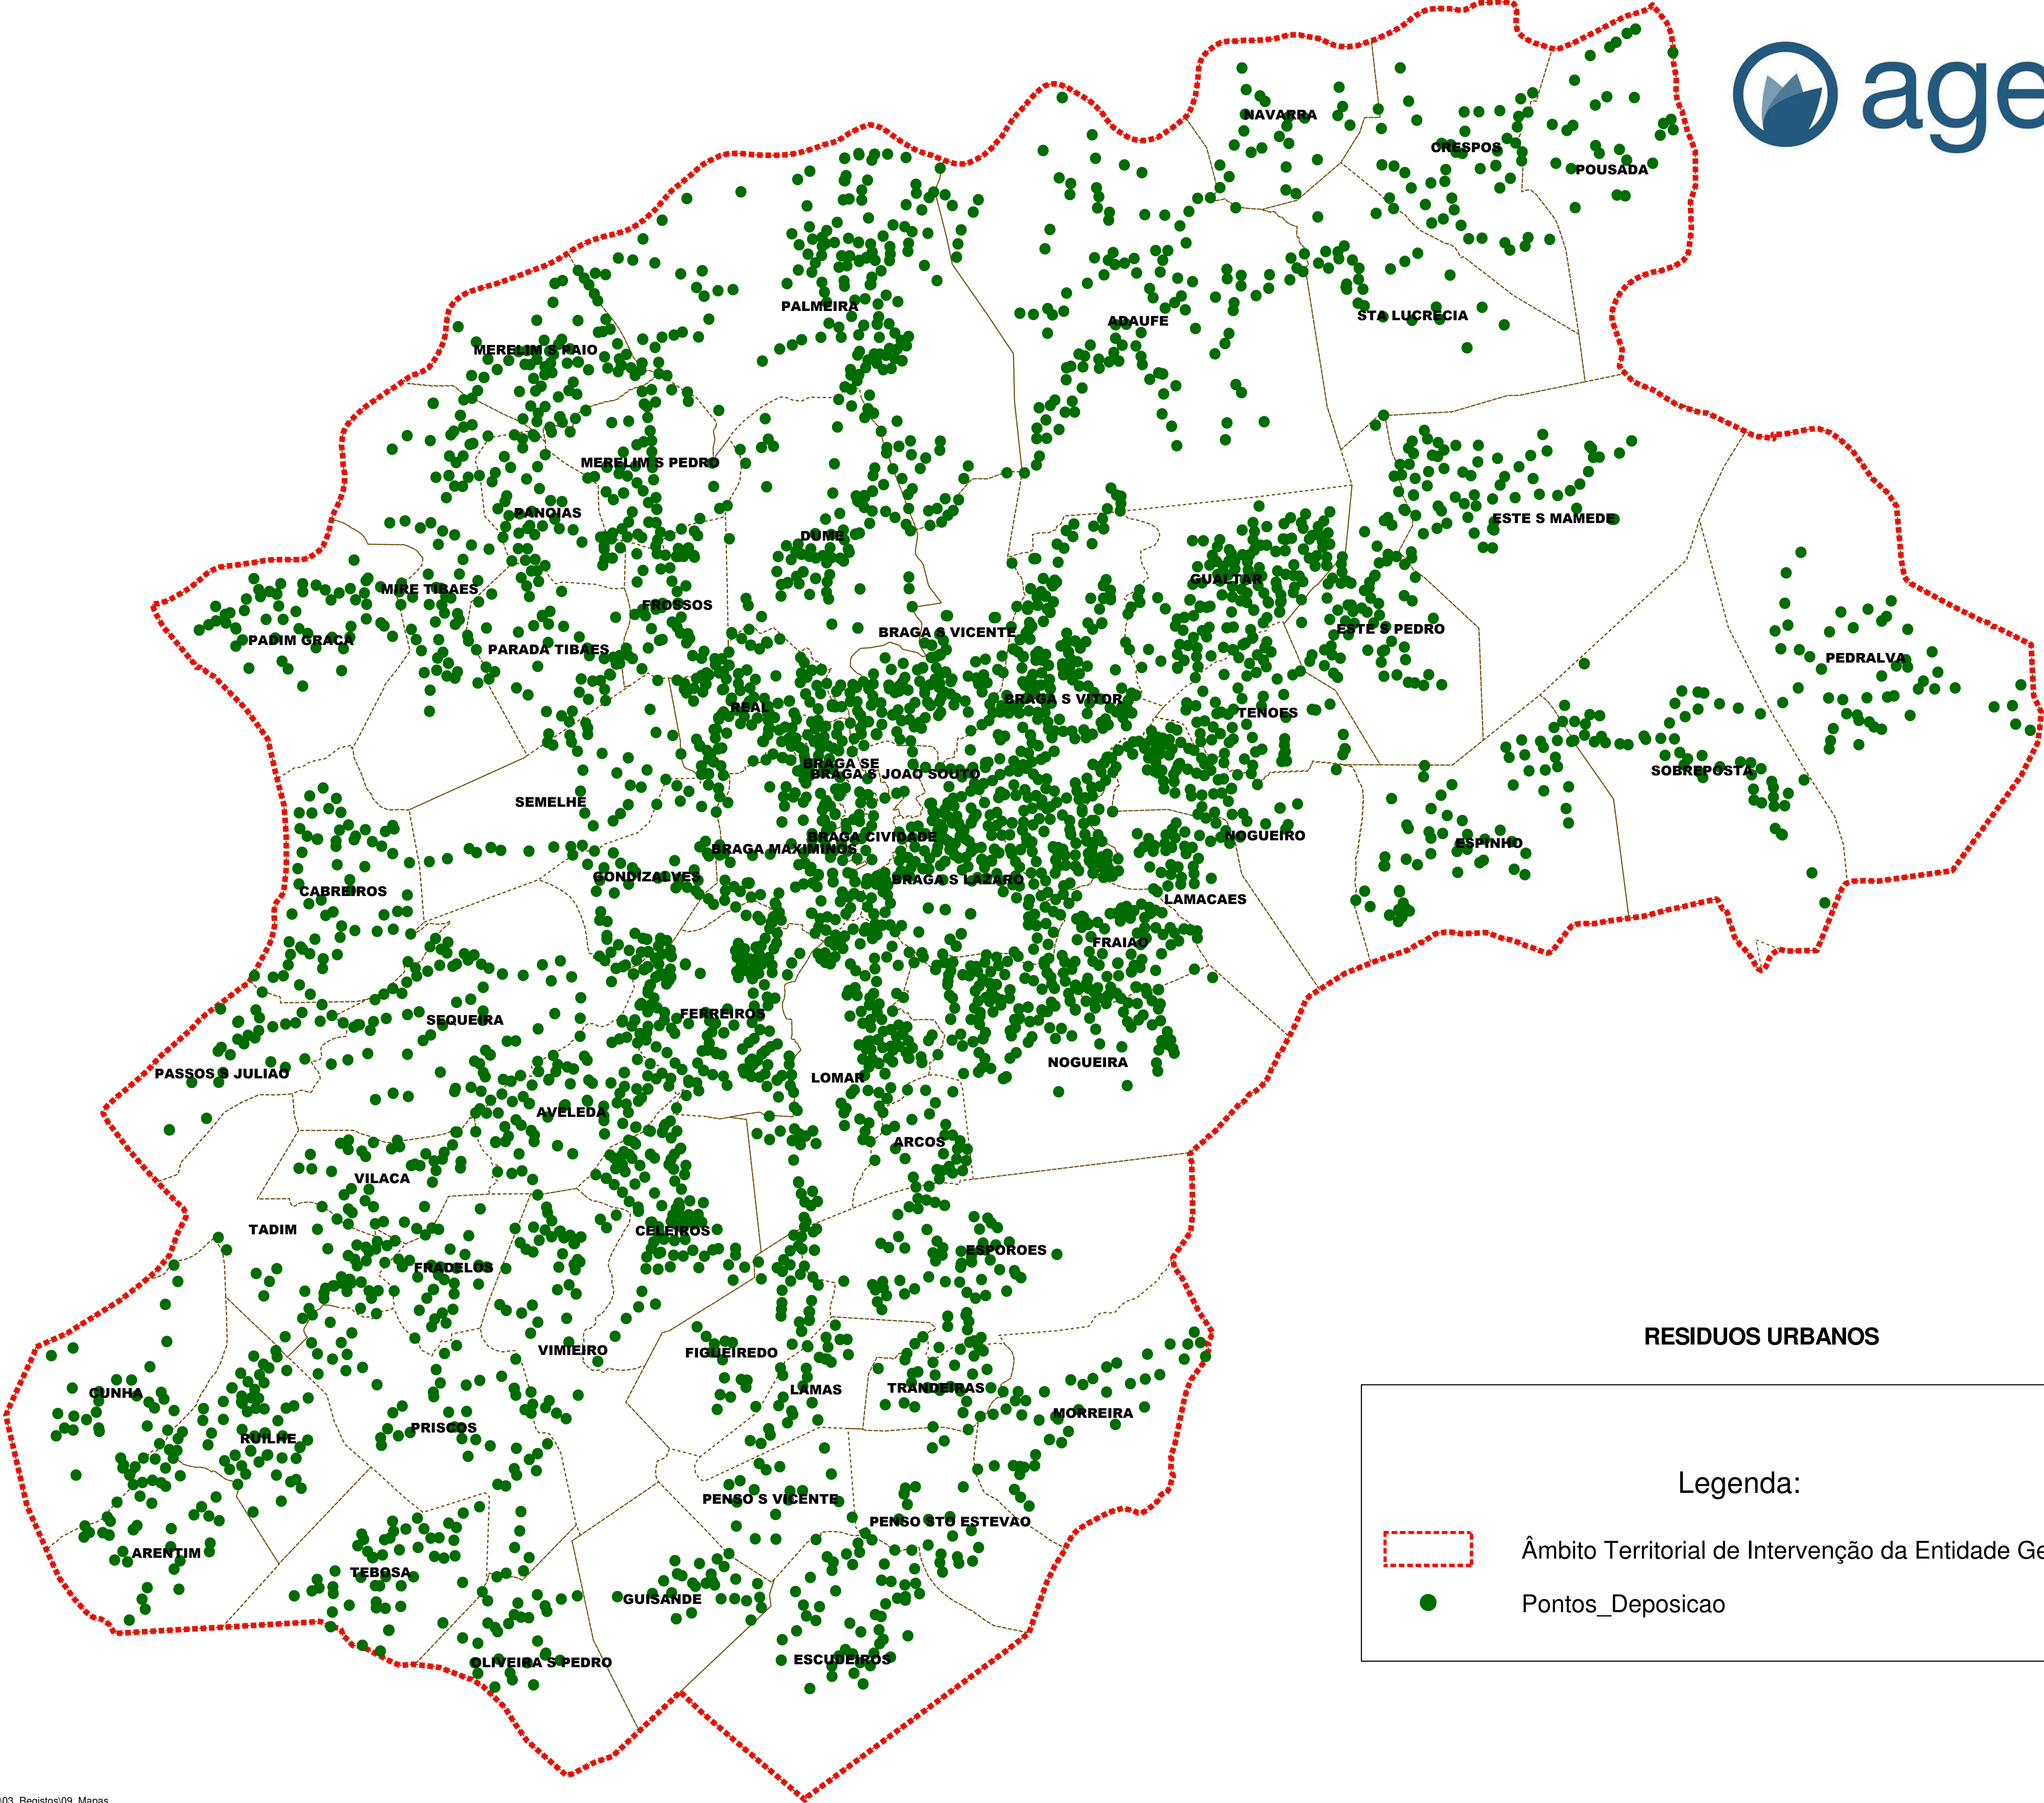 age
NAVARRA
CRESPOS
POUSADA
PALMEIRA
ADAUFE
STA LUCRECIA
MERELIM S PAIO
MERELIM S PEDRO
PANOIAS
ESTE S MAMEDE
DUME
GUALTAR
MIRE TIBAES
FROSSOS
PADIM GRACA
BRAGA S VICENTE
ESTE S PEDRO
PARADA TIBAES
PEDRALVA
BRAGA S VITOR
REAL
TENOES
BRAGA SE
SOBREPOSTA
BRAGA S JOAO SOUTO
SEMELHE
BRAGA CIVIDADE
NOGUEIRO
ESPINHO
BRAGA MAXIMINOS
GONDIZALVES
BRAGA S LAZARO
CABREIROS
LAMACAES
FRAIAO
FERREIROS
SEQUEIRA
NOGUEIRA
PASSOS S JULIAO
LOMAR
AVELEDA
ARCOS
VILACA
TADIM
CELEIROS
ESPOROES
FRADELOS
RESIDUOS URBANOS
VIMIEIRO
FIGUEIREDO
LAMAS
TRANDEIRAS
CUNHA
MORREIRA
PRISCOS
RUILHE
Legenda:
PENSO S VICENTE
PENSO STO ESTEVAO
Âmbito Territorial de Intervenção da Entidade Ge
ARENTIM
TEBOSA
GUISANDE
Pontos_Deposicao
ESCUDEIROS
OLIVEIRA S PEDRO
\03_Registos\09_Mapas